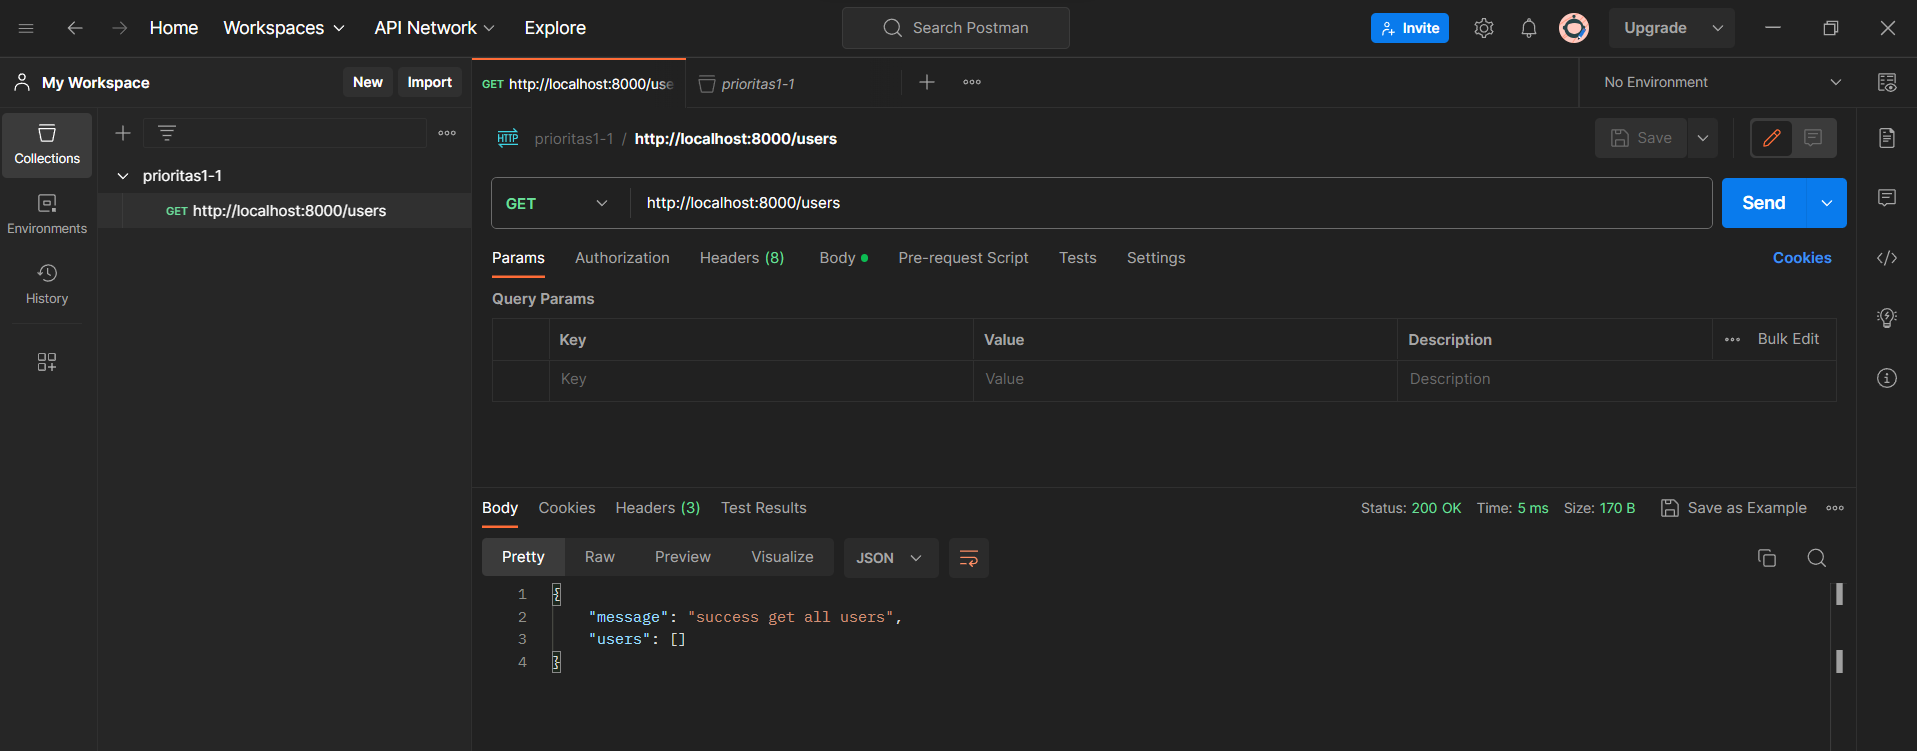 Home Workspaces API Network Explore Search Postman Invite Upgrade
My Workspace New Import GET http://localhost:8000/use prioritas1-1 No Environment
Collections
Environments
History
prioritas1-1
GET http://localhost:8000/users
HTTP prioritas1-1 / http://localhost:8000/users Save
GET http://localhost:8000/users Send
Params Authorization Headers (8) Body Pre-request Script Tests Settings Cookies
Query Params
Key Value Description Bulk Edit
Key Value Description
Body Cookies Headers (3) Test Results Status: 200 OK Time: 5 ms Size: 170 B Save as Example
Pretty Raw Preview Visualize JSON
1 {
2 "message": "success get all users",
3 "users": []
4 }